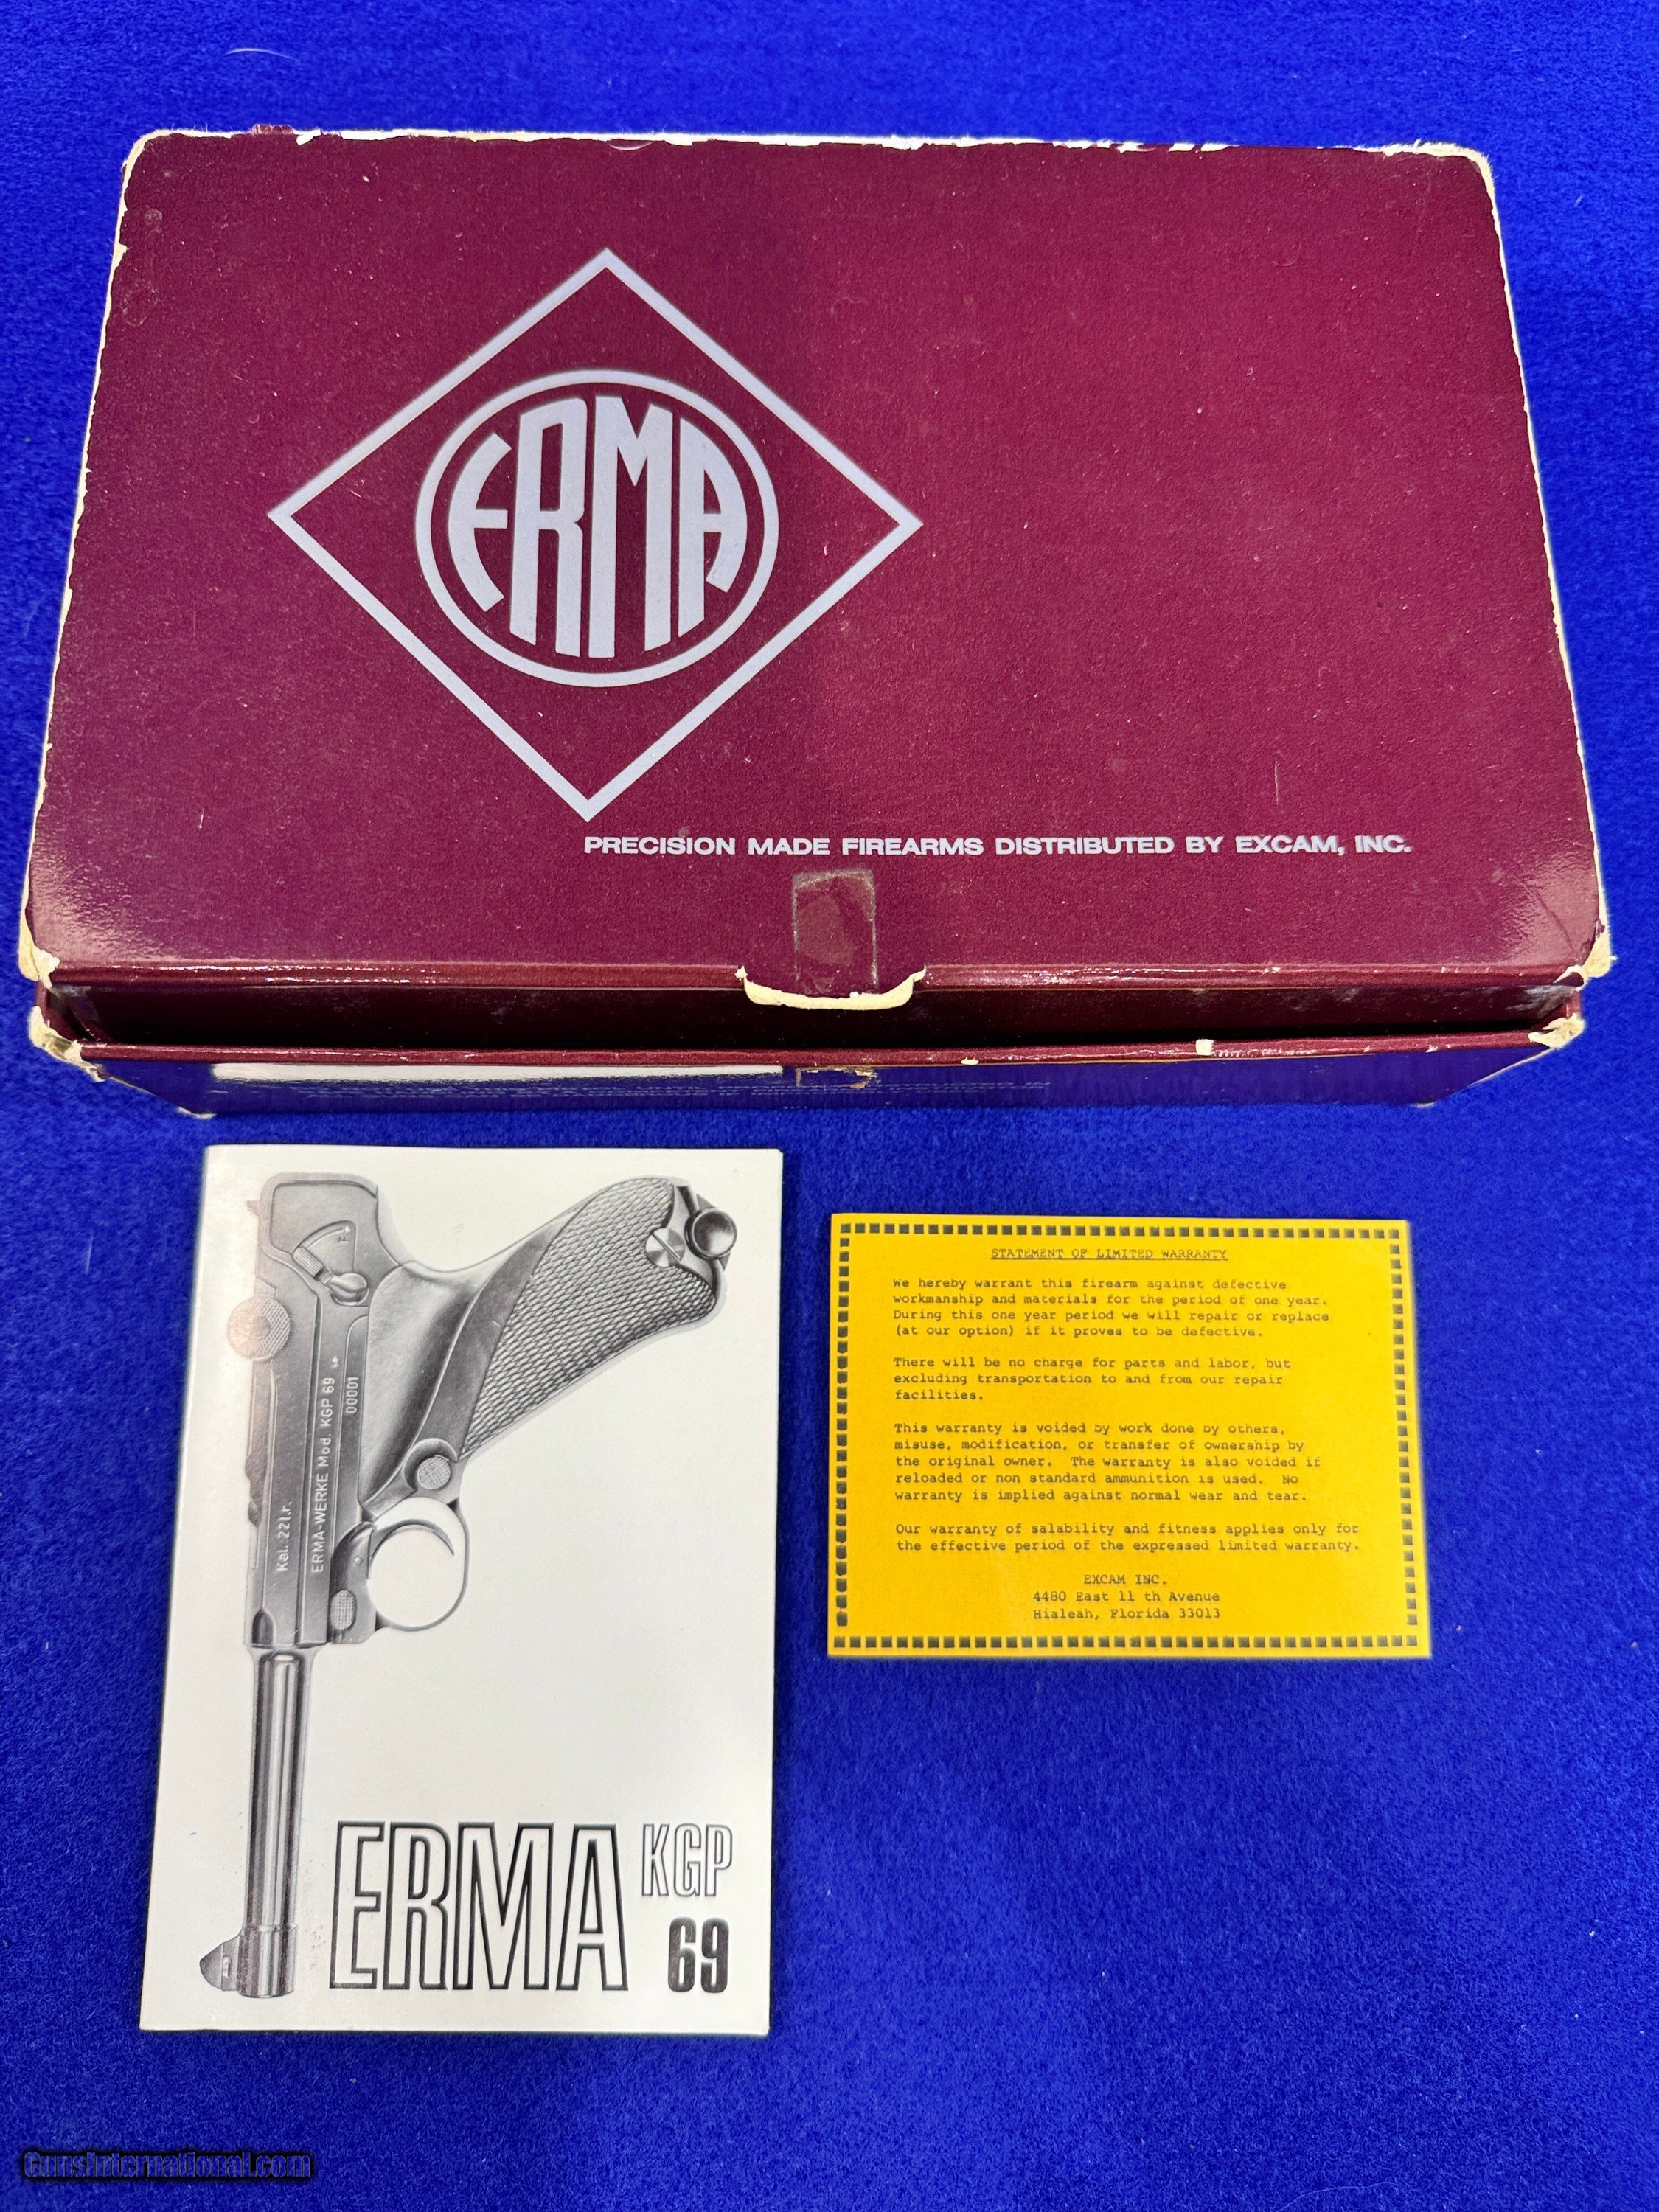 ERMA
PRECISION MADE FIREARMS DISTRIBUTED BY EXCAM, INC.
F
Kal. .22 l.r.
ERMA-WERKE Mod. KGP 69
00001
ERMA
KGP
69
STATEMENT OF LIMITED WARRANTY
We hereby warrant this firearm against defective
workmanship and materials for the period of one year.
During this one year period we will repair or replace
(at our option) if it proves to be defective.
There will be no charge for parts and labor, but
excluding transportation to and from our repair
facilities.
This warranty is voided by work done by others,
misuse, modification, or transfer of ownership by
the original owner. The warranty is also voided if
reloaded or non standard ammunition is used. No
warranty is implied against normal wear and tear.
Our warranty of salability and fitness applies only for
the effective period of the expressed limited warranty.
EXCAM INC.
4480 East 11 th Avenue
Hialeah, Florida 33013
GunsInternational.com